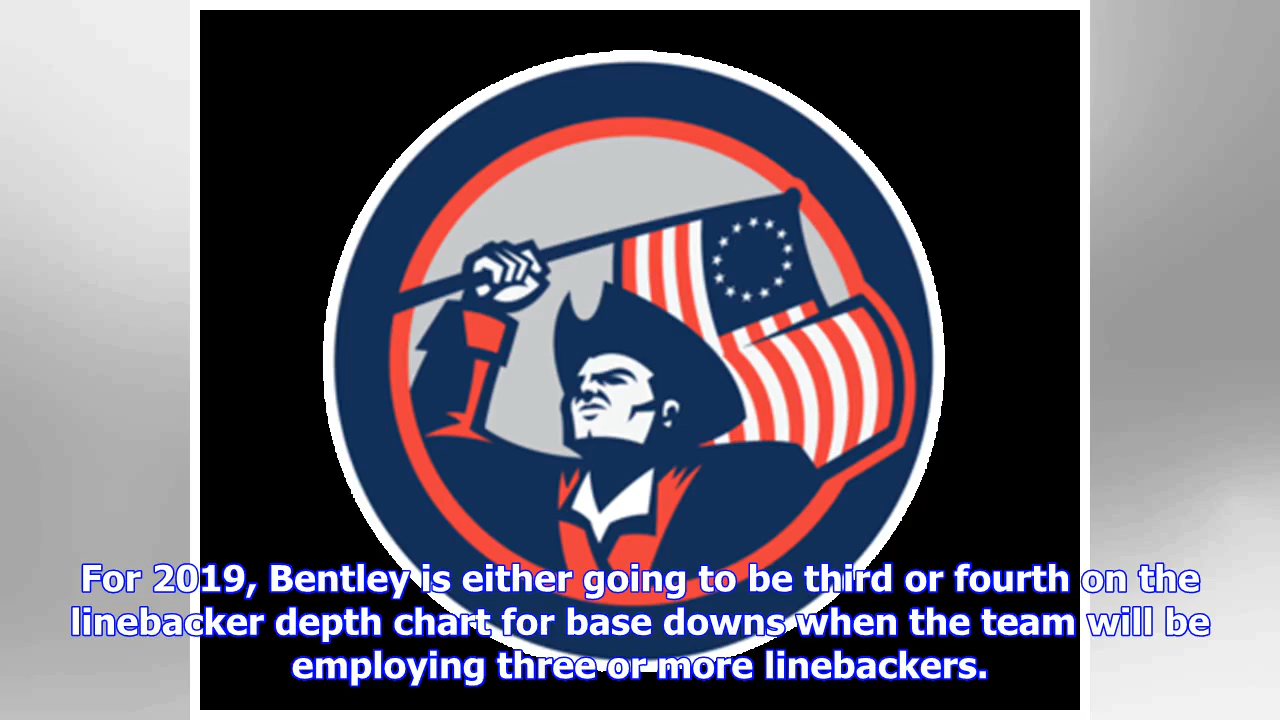 For 2019, Bentley is either going to be third or fourth on the
linebacker depth chart for base downs when the team will be
employing three or more linebackers.